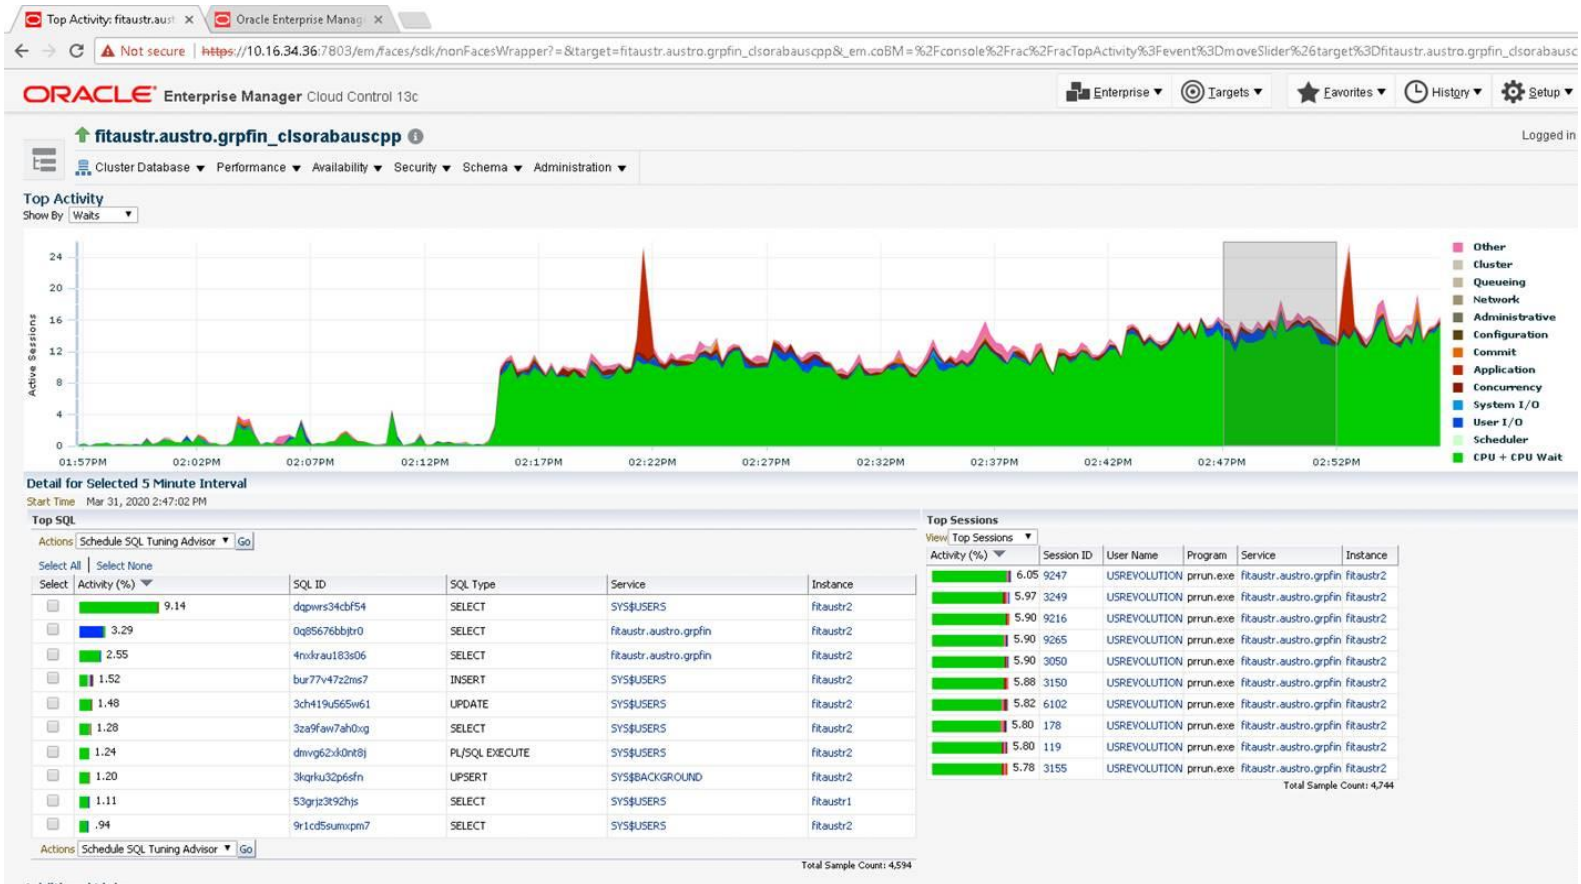 Top Activity: fitaustr.aust × Oracle Enterprise Manag ×
Not secure | https://10.16.34.36:7803/em/faces/sdk/nonFacesWrapper?=&target=fitaustr.austro.grpfin_clsorabauscpp&_em.coBM=%2Fconsole%2Frac%2FracTopActivity%3Fevent%3DmoveSlider%26target%3Dfitaustr.austro.grpfin_clsorabausc
ORACLE Enterprise Manager Cloud Control 13c Enterprise ▼ Targets ▼ Favorites ▼ History ▼ Setup ▼
fitaustr.austro.grpfin_clsorabauscpp Logged in
Cluster Database ▼ Performance ▼ Availability ▼ Security ▼ Schema ▼ Administration ▼
Top Activity
Show By Waits ▼
Active Sessions
24
20
16
12
8
4
0
01:57PM 02:02PM 02:07PM 02:12PM 02:17PM 02:22PM 02:27PM 02:32PM 02:37PM 02:42PM 02:47PM 02:52PM
Other
Cluster
Queueing
Network
Administrative
Configuration
Commit
Application
Concurrency
System I/O
User I/O
Scheduler
CPU + CPU Wait
Detail for Selected 5 Minute Interval
Start Time Mar 31, 2020 2:47:02 PM
Top SQL
Actions Schedule SQL Tuning Advisor ▼ Go
Select All | Select None
Select Activity (%) SQL ID SQL Type Service Instance
9.14 dqpwrs34cbf54 SELECT SYS$USERS fitaustr2
3.29 0q85676bbjtr0 SELECT fitaustr.austro.grpfin fitaustr2
2.55 4nxkrau183s06 SELECT fitaustr.austro.grpfin fitaustr2
1.52 bur77v47z2ms7 INSERT SYS$USERS fitaustr2
1.48 3ch419u565w61 UPDATE SYS$USERS fitaustr2
1.28 3za9faw7ah0xg SELECT SYS$USERS fitaustr2
1.24 dmvg62xk0nt8j PL/SQL EXECUTE SYS$USERS fitaustr2
1.20 3kqrku32p6sfn UPSERT SYS$BACKGROUND fitaustr2
1.11 53grjz3t92hjs SELECT SYS$USERS fitaustr1
.94 9r1cd5sumxpm7 SELECT SYS$USERS fitaustr2
Actions Schedule SQL Tuning Advisor ▼ Go
Total Sample Count: 4,594
Top Sessions
View Top Sessions ▼
Activity (%) Session ID User Name Program Service Instance
6.05 9247 USREVOLUTION prrun.exe fitaustr.austro.grpfin fitaustr2
5.97 3249 USREVOLUTION prrun.exe fitaustr.austro.grpfin fitaustr2
5.90 9216 USREVOLUTION prrun.exe fitaustr.austro.grpfin fitaustr2
5.90 9265 USREVOLUTION prrun.exe fitaustr.austro.grpfin fitaustr2
5.90 3050 USREVOLUTION prrun.exe fitaustr.austro.grpfin fitaustr2
5.88 3150 USREVOLUTION prrun.exe fitaustr.austro.grpfin fitaustr2
5.82 6102 USREVOLUTION prrun.exe fitaustr.austro.grpfin fitaustr2
5.80 178 USREVOLUTION prrun.exe fitaustr.austro.grpfin fitaustr2
5.80 119 USREVOLUTION prrun.exe fitaustr.austro.grpfin fitaustr2
5.78 3155 USREVOLUTION prrun.exe fitaustr.austro.grpfin fitaustr2
Total Sample Count: 4,744